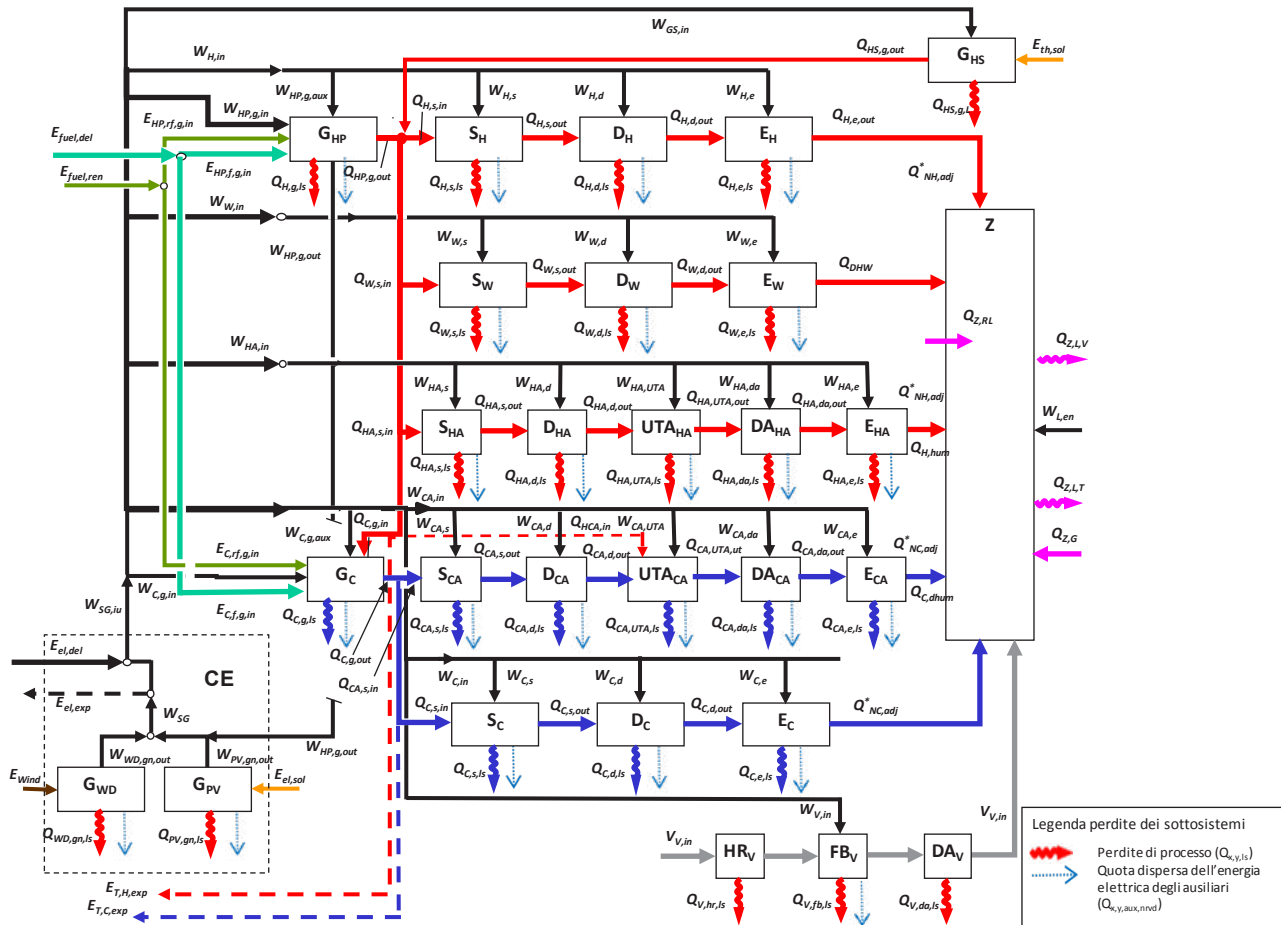 W_GS,in
W_H,in
Q_HS,g,out
G_HS
E_th,sol
Q_HS,g,L
W_HP,g,aux
Q_H,s,in
W_H,s
W_H,d
W_H,e
E_HP,rf,g,in
W_HP,g,in
G_HP
S_H
Q_H,s,out
D_H
Q_H,d,out
E_H
Q_H,e,out
E_fuel,del
E_fuel,ren
E_HP,f,g,in
Q_H,g,ls
Q_HP,g,out
Q_H,s,ls
Q_H,d,ls
Q_H,e,ls
Q*_NH,adj
W_W,in
W_HP,g,out
W_W,s
W_W,d
W_W,e
Z
Q_W,s,in
S_W
Q_W,s,out
D_W
Q_W,d,out
E_W
Q_DHW
Q_W,s,ls
Q_W,d,ls
Q_W,e,ls
Q_Z,RL
Q_Z,L,V
W_HA,in
W_HA,s
W_HA,d
W_HA,UTA
W_HA,da
W_HA,e
Q*_NH,adj
Q_HA,s,in
S_HA
Q_HA,s,out
D_HA
Q_HA,d,out
UTA_HA
Q_HA,UTA,out
DA_HA
Q_HA,da,out
E_HA
Q_H,hum
W_L,en
Q_HA,s,ls
Q_HA,d,ls
Q_HA,UTA,ls
Q_HA,da,ls
Q_HA,e,ls
Q_Z,L,T
W_CA,in
Q_C,g,in
W_C,g,aux
W_CA,s
W_CA,d
Q_HCA,in
W_CA,UTA
W_CA,da
W_CA,e
Q*_NC,adj
Q_Z,G
E_C,rf,g,in
W_C,g,in
E_C,f,g,in
G_C
S_CA
Q_CA,s,out
D_CA
Q_CA,d,out
UTA_CA
Q_CA,UTA,ut
DA_CA
Q_CA,da,out
E_CA
Q_C,dhum
W_SG,iu
Q_C,g,ls
Q_C,g,out
Q_CA,s,in
Q_CA,s,ls
Q_CA,d,ls
Q_CA,UTA,ls
Q_CA,da,ls
Q_CA,e,ls
E_el,del
E_el,exp
CE
W_SG
W_C,in
W_C,s
W_C,d
W_C,e
Q_C,s,in
S_C
Q_C,s,out
D_C
Q_C,d,out
E_C
Q*_NC,adj
Q_C,s,ls
Q_C,d,ls
Q_C,e,ls
W_WD,gn,out
W_PV,gn,out
W_HP,g,out
E_Wind
G_WD
G_PV
E_el,sol
Q_WD,gn,ls
Q_PV,gn,ls
W_V,in
V_V,in
V_V,in
HR_V
FB_V
DA_V
Q_V,hr,ls
Q_V,fb,ls
Q_V,da,ls
E_T,H,exp
E_T,C,exp
Legenda perdite dei sottosistemi
Perdite di processo (Q_x,y,ls)
Quota dispersa dell'energia
elettrica degli ausiliari
(Q_x,y,aux,nrvd)